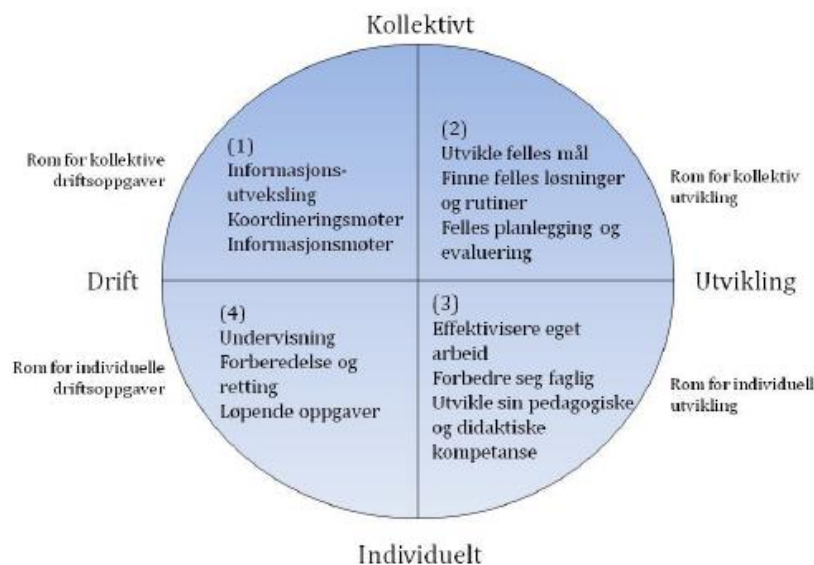 Kollektivt
Rom for kollektive
driftsoppgaver
(1)
Informasjons-
utveksling
Koordineringsmøter
Informasjonsmøter
(2)
Utvikle felles mål
Finne felles løsninger
og rutiner
Felles planlegging og
evaluering
Rom for kollektiv
utvikling
Drift
Utvikling
Rom for individuelle
driftsoppgaver
(4)
Undervisning
Forberedelse og
retting
Løpende oppgaver
(3)
Effektivisere eget
arbeid
Forbedre seg faglig
Utvikle sin pedagogiske
og didaktiske
kompetanse
Rom for individuell
utvikling
Individuelt